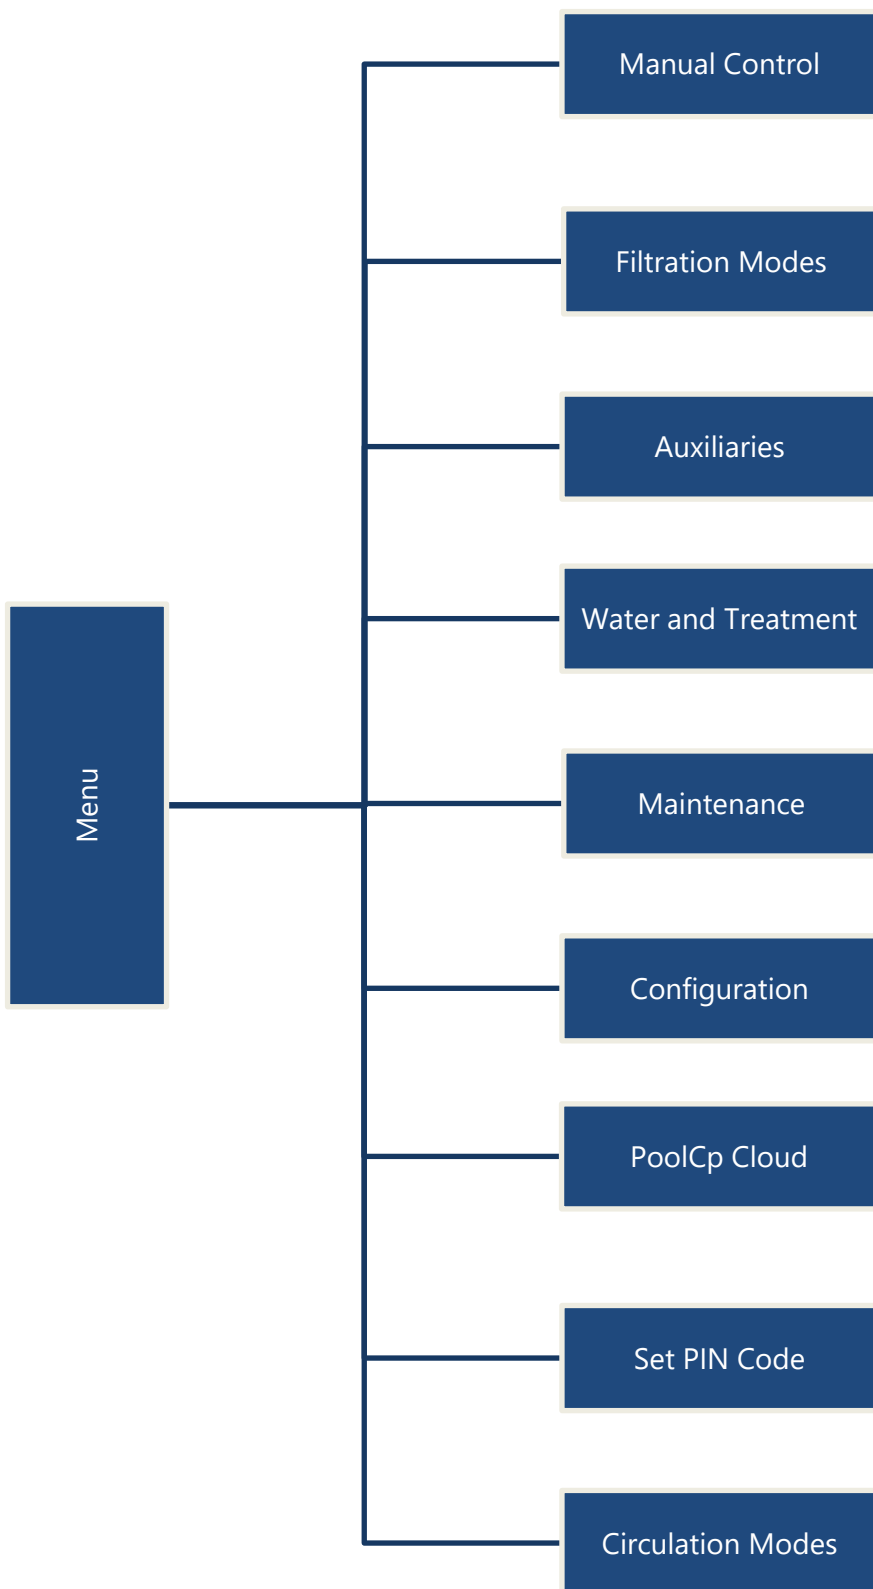 Manual Control
Filtration Modes
Auxiliaries
Water and Treatment
Menu
Maintenance
Configuration
PoolCp Cloud
Set PIN Code
Circulation Modes